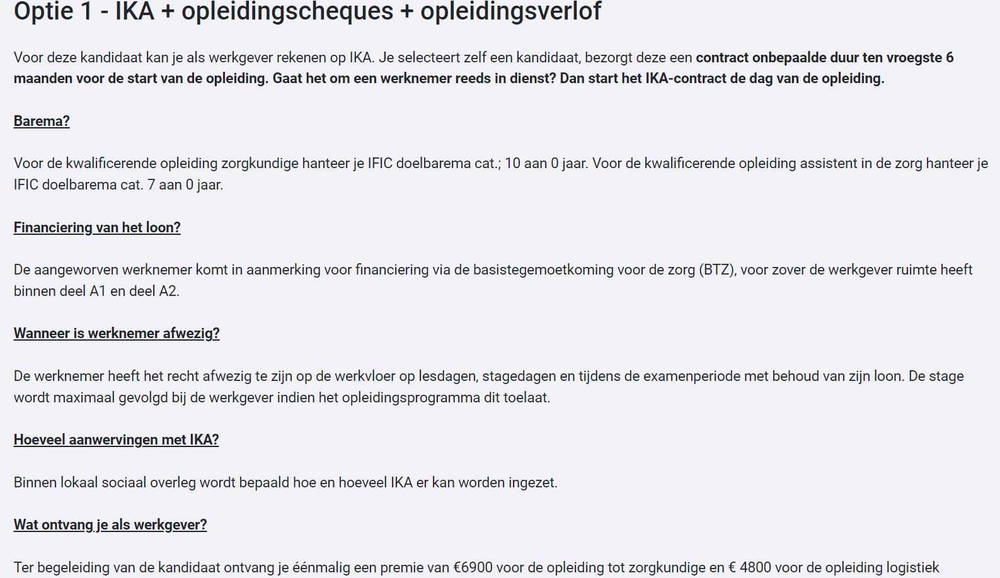 Optie 1 - IKA + opleidingscheques + opleidingsverlof
Voor deze kandidaat kan je als werkgever rekenen op IKA. Je selecteert zelf een kandidaat, bezorgt deze een contract onbepaalde duur ten vroegste 6
maanden voor de start van de opleiding. Gaat het om een werknemer reeds in dienst? Dan start het IKA-contract de dag van de opleiding.
Barema?
Voor de kwalificerende opleiding zorgkundige hanteer je IFIC doelbarema cat.; 10 aan 0 jaar. Voor de kwalificerende opleiding assistent in de zorg hanteer je
IFIC doelbarema cat. 7 aan 0 jaar.
Financiering van het loon?
De aangeworven werknemer komt in aanmerking voor financiering via de basistegemoetkoming voor de zorg (BTZ), voor zover de werkgever ruimte heeft
binnen deel A1 en deel A2.
Wanneer is werknemer afwezig?
De werknemer heeft het recht afwezig te zijn op de werkvloer op lesdagen, stagedagen en tijdens de examenperiode met behoud van zijn loon. De stage
wordt maximaal gevolgd bij de werkgever indien het opleidingsprogramma dit toelaat.
Hoeveel aanwervingen met IKA?
Binnen lokaal sociaal overleg wordt bepaald hoe en hoeveel IKA er kan worden ingezet.
Wat ontvang je als werkgever?
Ter begeleiding van de kandidaat ontvang je éénmalig een premie van €6900 voor de opleiding tot zorgkundige en € 4800 voor de opleiding logistiek